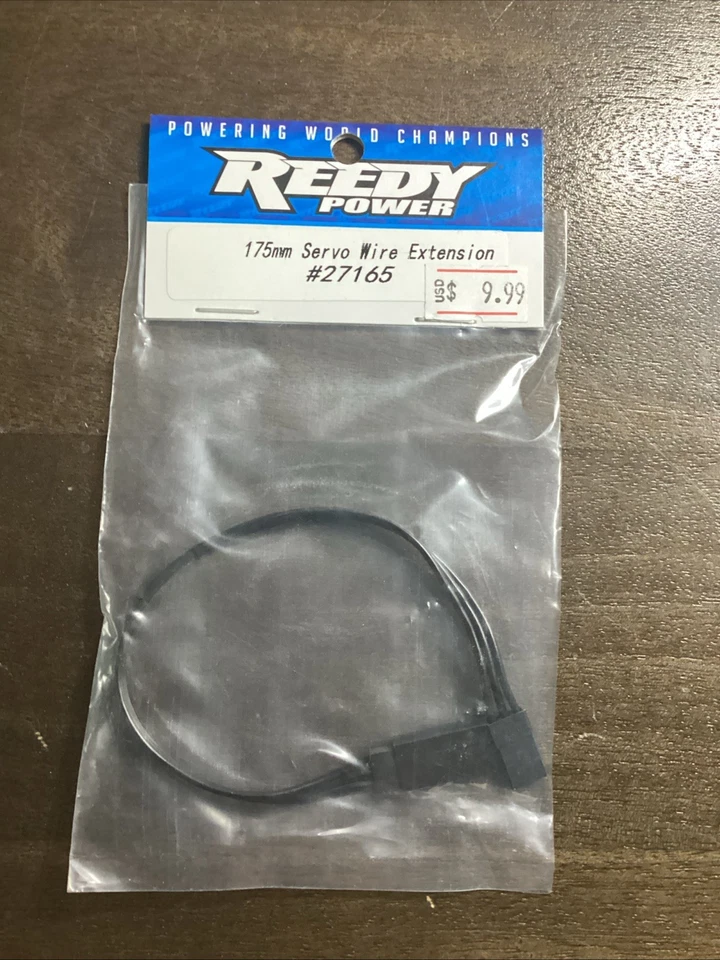 POWERING WORLD CHAMPIONS
REEDY
POWER
175mm Servo Wire Extension
#27165
USD $ 9.99